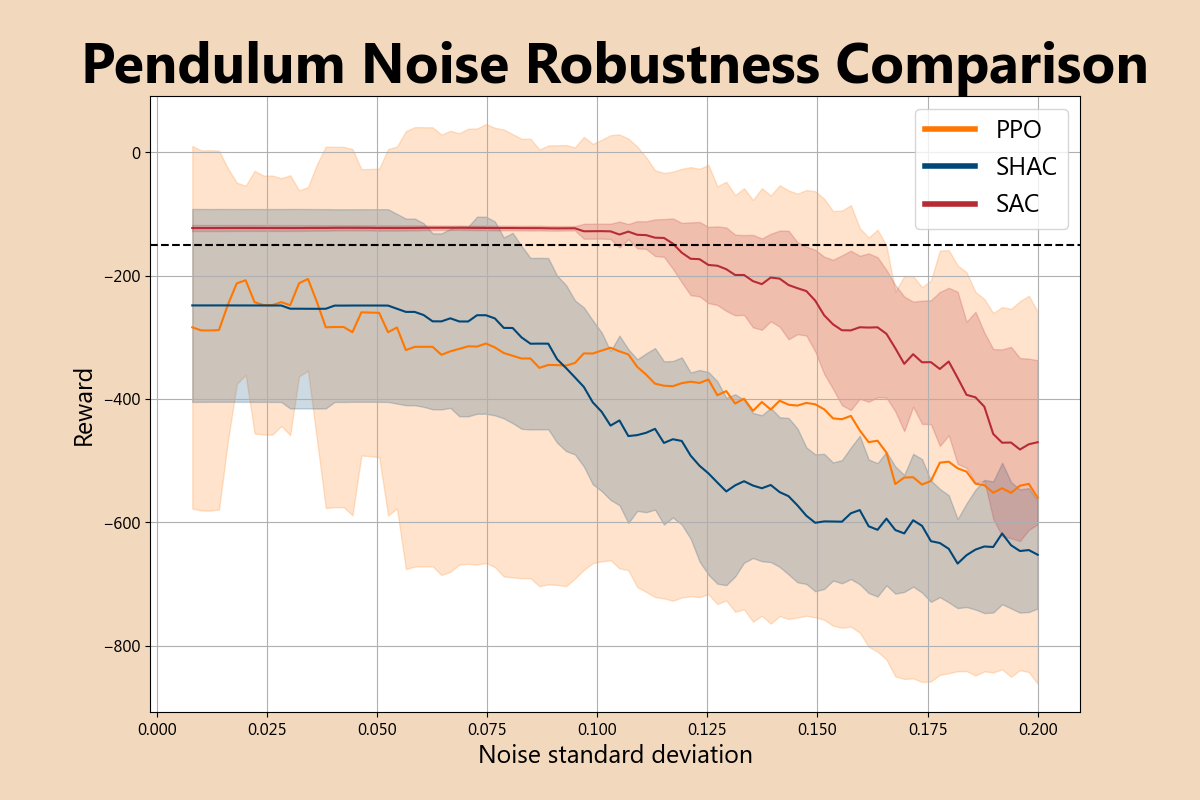 Pendulum Noise Robustness Comparison
PPO
SHAC
SAC
Reward
0
−200
−400
−600
−800
0.000 0.025 0.050 0.075 0.100 0.125 0.150 0.175 0.200
Noise standard deviation